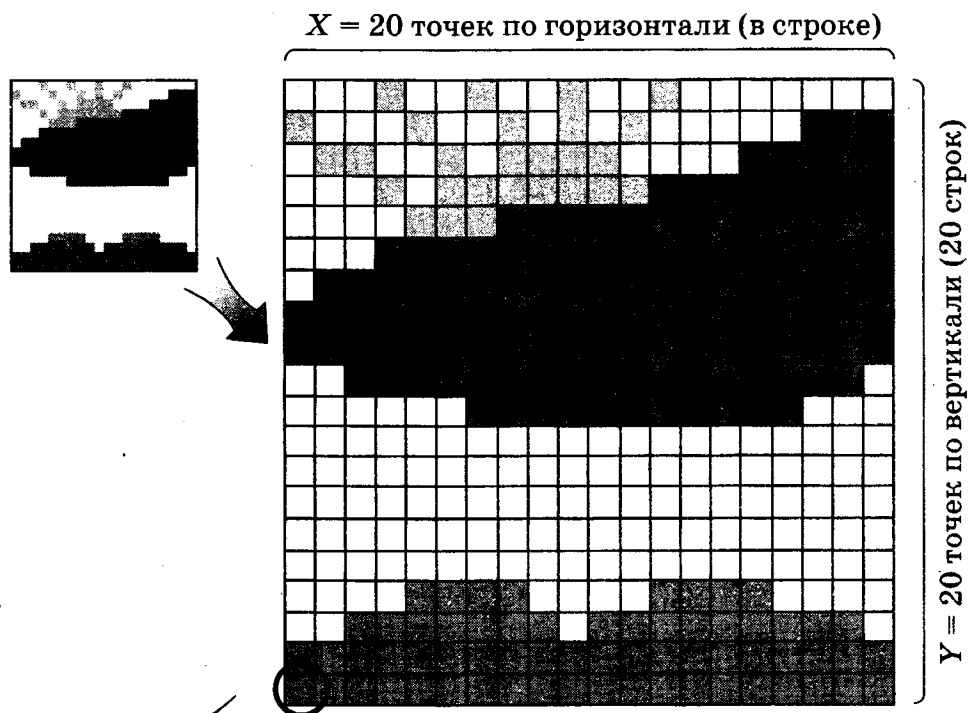 X = 20 точек по горизонтали (в строке)
Y = 20 точек по вертикали (20 строк)